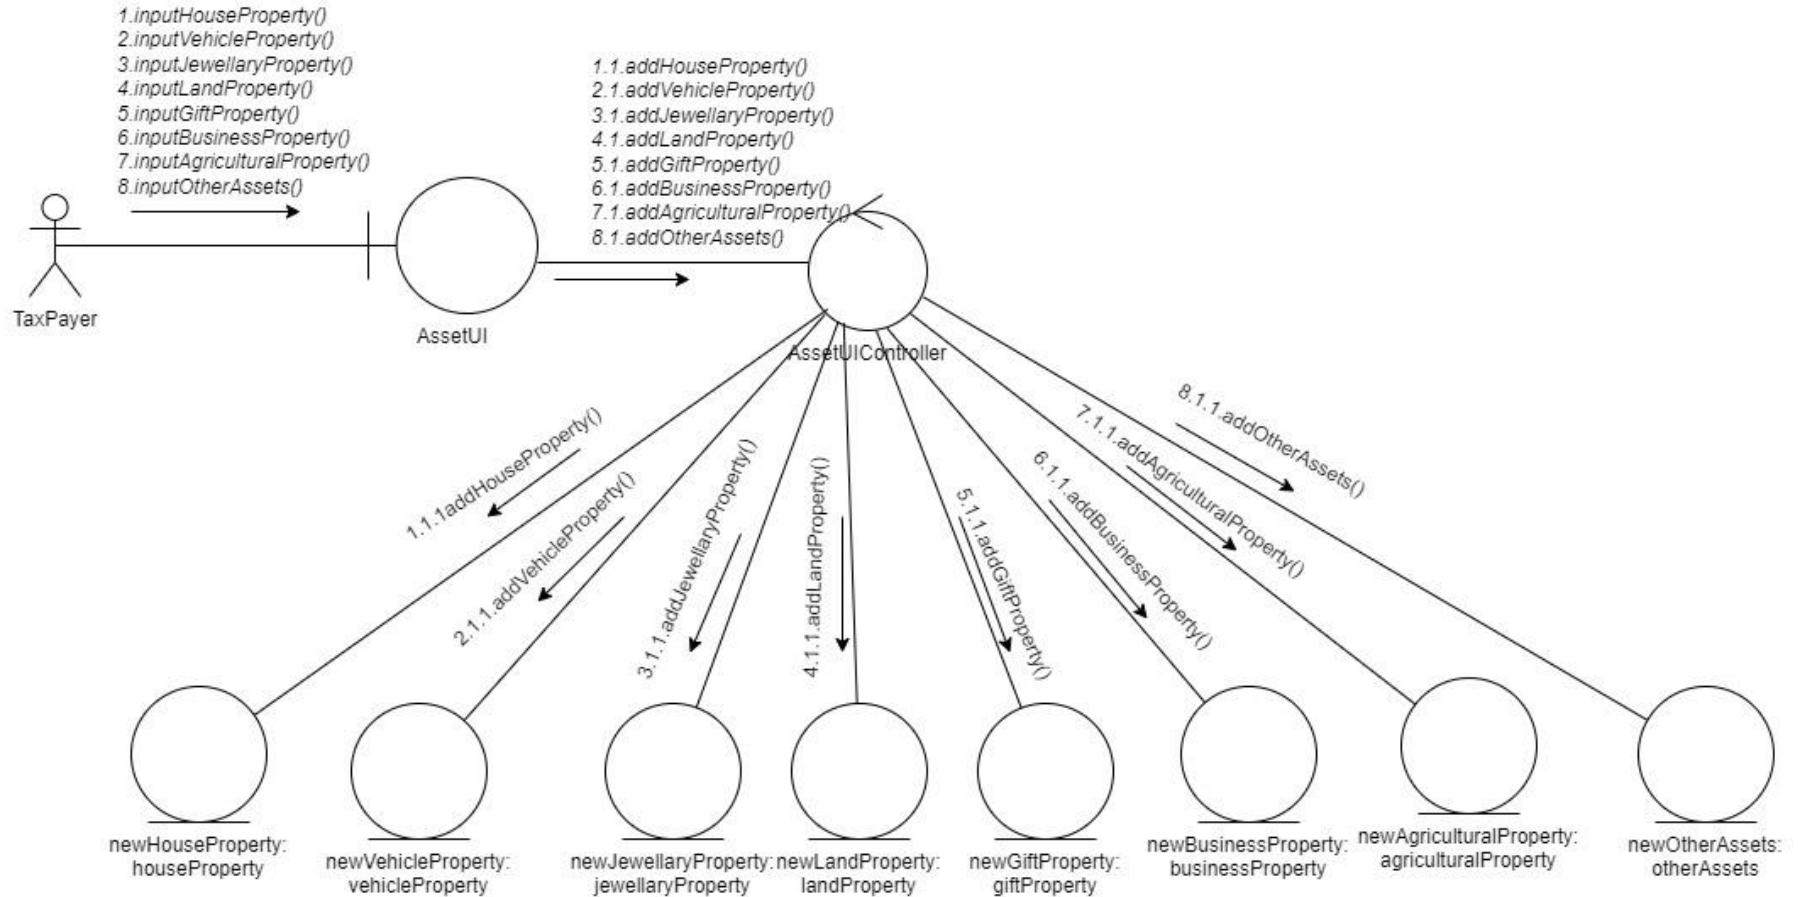 1.inputHouseProperty()
2.inputVehicleProperty()
3.inputJewellaryProperty()
4.inputLandProperty()
5.inputGiftProperty()
6.inputBusinessProperty()
7.inputAgriculturalProperty()
8.inputOtherAssets()
1.1.addHouseProperty()
2.1.addVehicleProperty()
3.1.addJewellaryProperty()
4.1.addLandProperty()
5.1.addGiftProperty()
6.1.addBusinessProperty()
7.1.addAgriculturalProperty()
8.1.addOtherAssets()
TaxPayer
AssetUI
AssetUIController
1.1.1addHouseProperty()
2.1.1.addVehicleProperty()
3.1.1.addJewellaryProperty()
4.1.1.addLandProperty()
5.1.1.addGiftProperty()
6.1.1.addBusinessProperty()
7.1.1.addAgriculturalProperty()
8.1.1.addOtherAssets()
newHouseProperty:
houseProperty
newVehicleProperty:
vehicleProperty
newJewellaryProperty:
jewellaryProperty
newLandProperty:
landProperty
newGiftProperty:
giftProperty
newBusinessProperty:
businessProperty
newAgriculturalProperty:
agriculturalProperty
newOtherAssets:
otherAssets